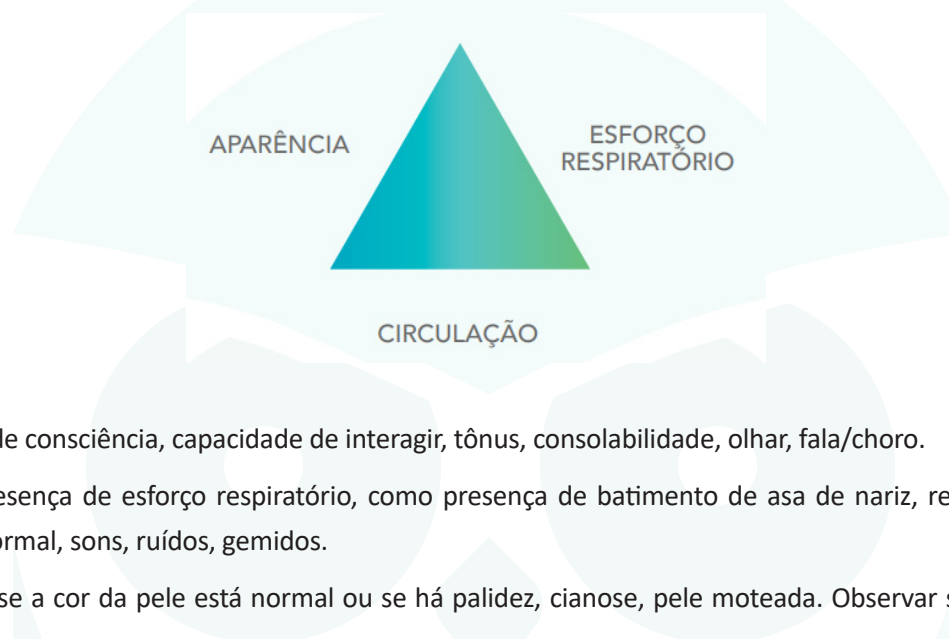 APARÊNCIA
ESFORÇO
RESPIRATÓRIO
CIRCULAÇÃO
de consciência, capacidade de interagir, tônus, consolabilidade, olhar, fala/choro.
esença de esforço respiratório, como presença de batimento de asa de nariz, re
ormal, sons, ruídos, gemidos.
se a cor da pele está normal ou se há palidez, cianose, pele moteada. Observar s